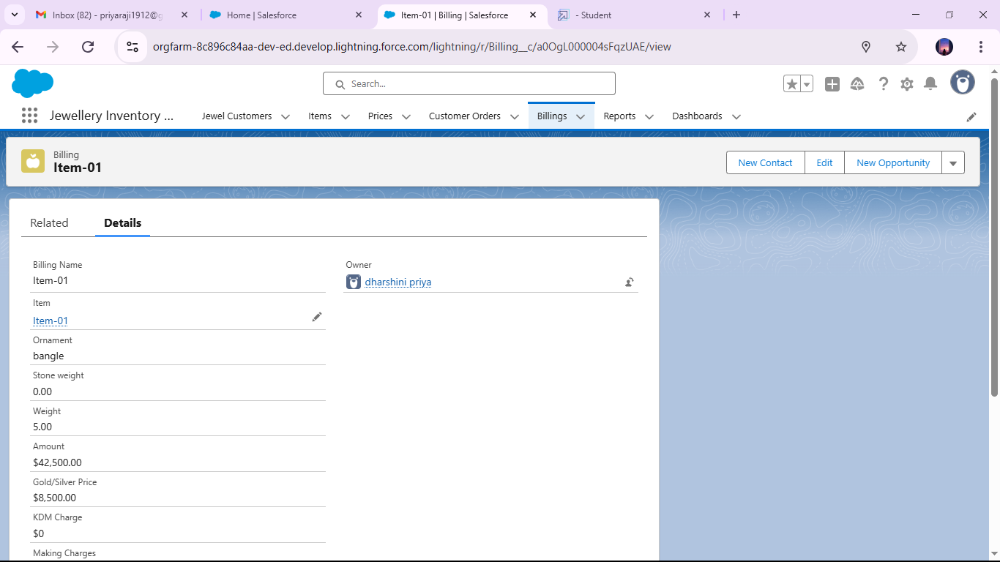 Inbox (82) - priyaraji1912@g
Home | Salesforce
Item-01 | Billing | Salesforce
- Student
orgfarm-8c896c84aa-dev-ed.develop.lightning.force.com/lightning/r/Billing__c/a0OgL000004sFqzUAE/view
Search...
Jewellery Inventory ...
Jewel Customers
Items
Prices
Customer Orders
Billings
Reports
Dashboards
Billing
Item-01
New Contact
Edit
New Opportunity
Related
Details
Billing Name
Item-01
Owner
dharshini priya
Item
Item-01
Ornament
bangle
Stone weight
0.00
Weight
5.00
Amount
$42,500.00
Gold/Silver Price
$8,500.00
KDM Charge
$0
Making Charges